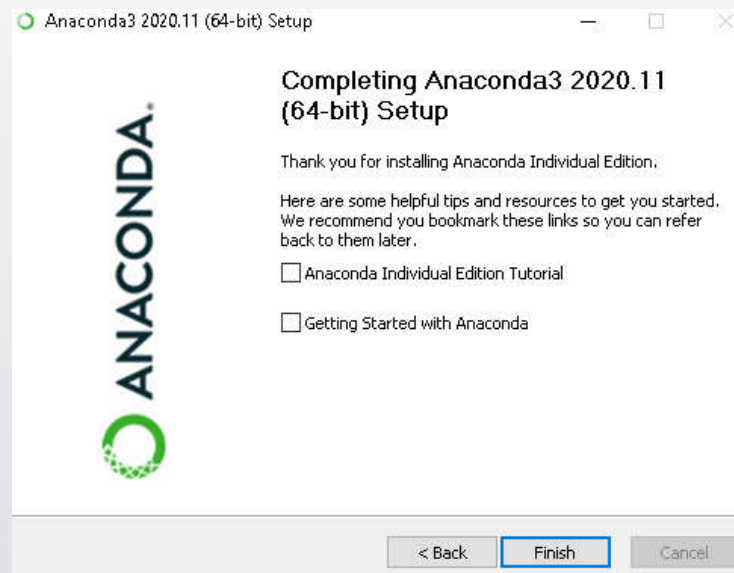 Anaconda3 2020.11 (64-bit) Setup
ANACONDA.
Completing Anaconda3 2020.11
(64-bit) Setup
Thank you for installing Anaconda Individual Edition.
Here are some helpful tips and resources to get you started.
We recommend you bookmark these links so you can refer
back to them later.
Anaconda Individual Edition Tutorial
Getting Started with Anaconda
< Back
Finish
Cancel